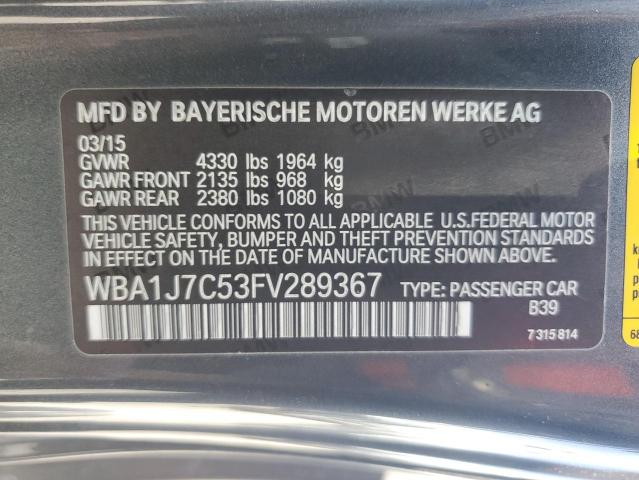 MFD BY BAYERISCHE MOTOREN WERKE AG
03/15
GVWR 4330 lbs 1964 kg
GAWR FRONT 2135 lbs 968 kg
GAWR REAR 2380 lbs 1080 kg
THIS VEHICLE CONFORMS TO ALL APPLICABLE U.S.FEDERAL MOTOR
VEHICLE SAFETY, BUMPER AND THEFT PREVENTION STANDARDS
IN EFFECT ON THE DATE OF MANUFACTURE SHOWN ABOVE.
WBA1J7C53FV289367 TYPE: PASSENGER CAR
B39
7 315 814